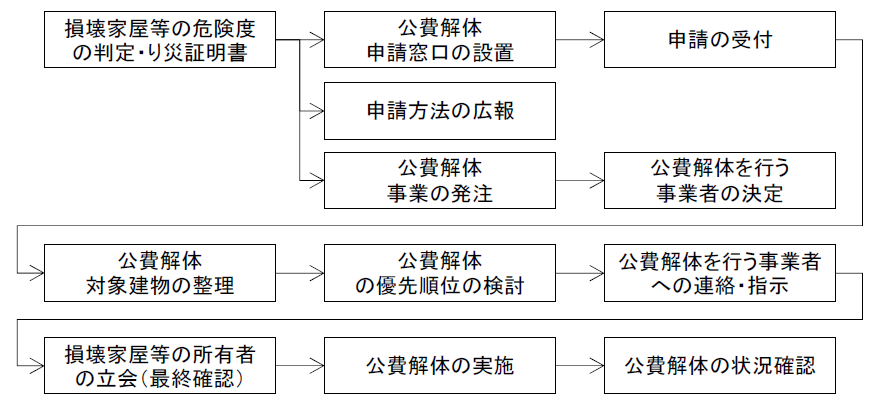 損壊家屋等の危険度
の判定・り災証明書
公費解体
申請窓口の設置
申請の受付
申請方法の広報
公費解体
事業の発注
公費解体を行う
事業者の決定
公費解体
対象建物の整理
公費解体
の優先順位の検討
公費解体を行う事業者
への連絡・指示
損壊家屋等の所有者
の立会（最終確認）
公費解体の実施
公費解体の状況確認